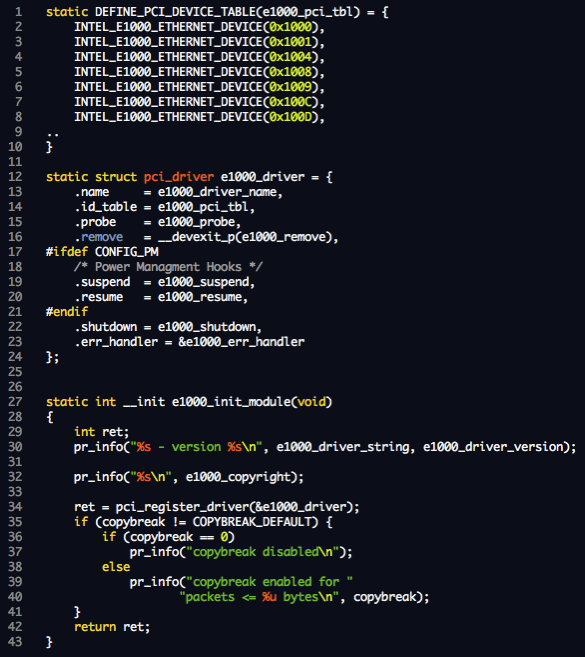 1 static DEFINE_PCI_DEVICE_TABLE(e1000_pci_tbl) = {
2     INTEL_E1000_ETHERNET_DEVICE(0x1000),
3     INTEL_E1000_ETHERNET_DEVICE(0x1001),
4     INTEL_E1000_ETHERNET_DEVICE(0x1004),
5     INTEL_E1000_ETHERNET_DEVICE(0x1008),
6     INTEL_E1000_ETHERNET_DEVICE(0x1009),
7     INTEL_E1000_ETHERNET_DEVICE(0x100C),
8     INTEL_E1000_ETHERNET_DEVICE(0x100D),
9 ..
10 }
11
12 static struct pci_driver e1000_driver = {
13     .name     = e1000_driver_name,
14     .id_table = e1000_pci_tbl,
15     .probe    = e1000_probe,
16     .remove   = __devexit_p(e1000_remove),
17 #ifdef CONFIG_PM
18     /* Power Managment Hooks */
19     .suspend  = e1000_suspend,
20     .resume   = e1000_resume,
21 #endif
22     .shutdown = e1000_shutdown,
23     .err_handler = &e1000_err_handler
24 };
25
26
27 static int __init e1000_init_module(void)
28 {
29     int ret;
30     pr_info("%s - version %s\n", e1000_driver_string, e1000_driver_version);
31
32     pr_info("%s\n", e1000_copyright);
33
34     ret = pci_register_driver(&e1000_driver);
35     if (copybreak != COPYBREAK_DEFAULT) {
36         if (copybreak == 0)
37             pr_info("copybreak disabled\n");
38         else
39             pr_info("copybreak enabled for "
40                    "packets <= %u bytes\n", copybreak);
41     }
42     return ret;
43 }